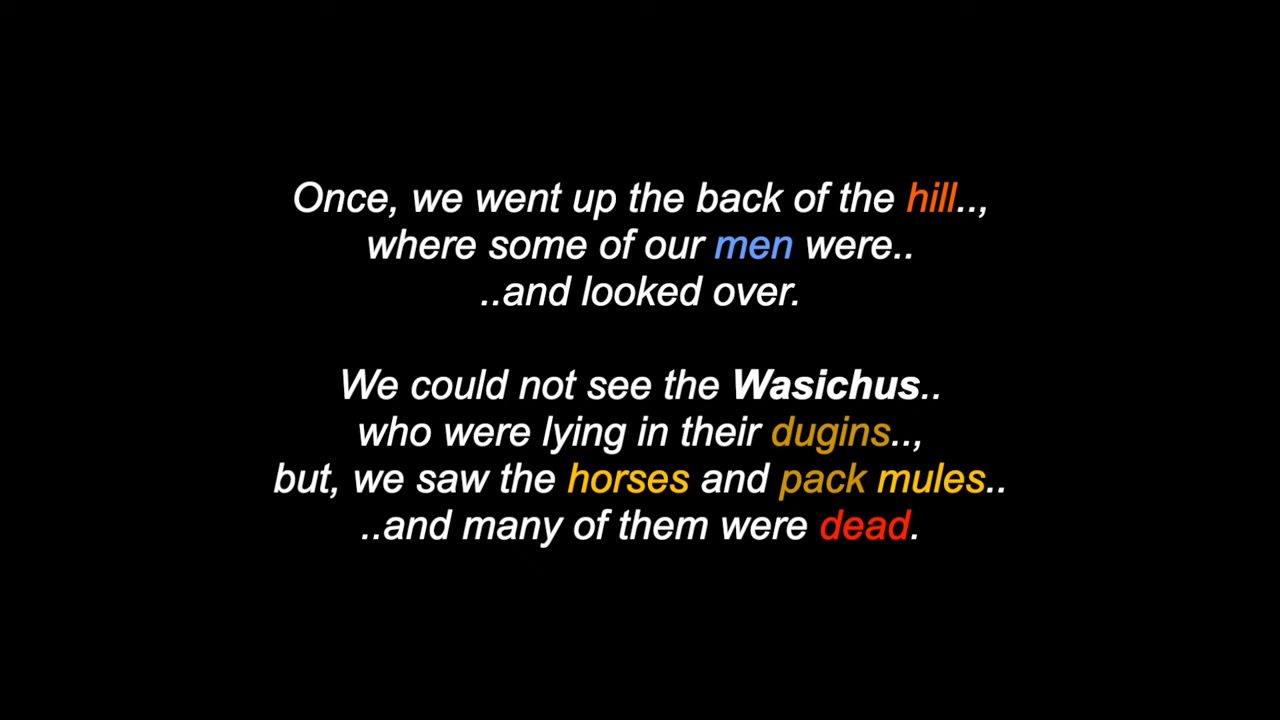 Once, we went up the back of the hill..,
where some of our men were..
..and looked over.
We could not see the Wasichus..
who were lying in their dugins..,
but, we saw the horses and pack mules..
..and many of them were dead.